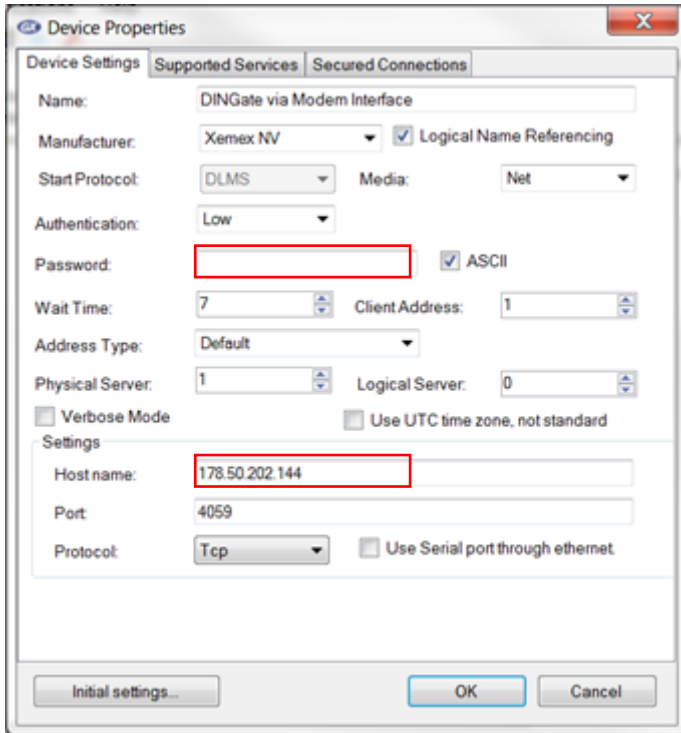 Device Properties
Device Settings Supported Services Secured Connections
Name: DINGate via Modem Interface
Manufacturer: Xemex NV Logical Name Referencing
Start Protocol: DLMS Media: Net
Authentication: Low
Password: ASCII
Wait Time: 7 Client Address: 1
Address Type: Default
Physical Server: 1 Logical Server: 0
Verbose Mode Use UTC time zone, not standard
Settings
Host name: 178.50.202.144
Port: 4059
Protocol: Tcp Use Serial port through ethernet.
Initial settings... OK Cancel